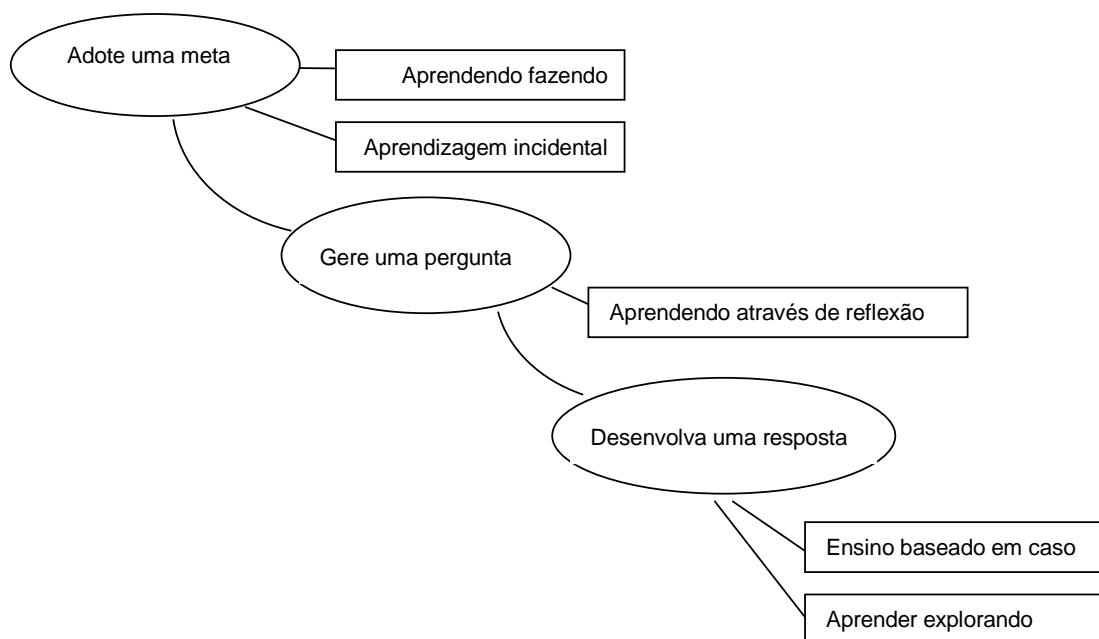 Adote uma meta
Aprendendo fazendo
Aprendizagem incidental
Gere uma pergunta
Aprendendo através de reflexão
Desenvolva uma resposta
Ensino baseado em caso
Aprender explorando